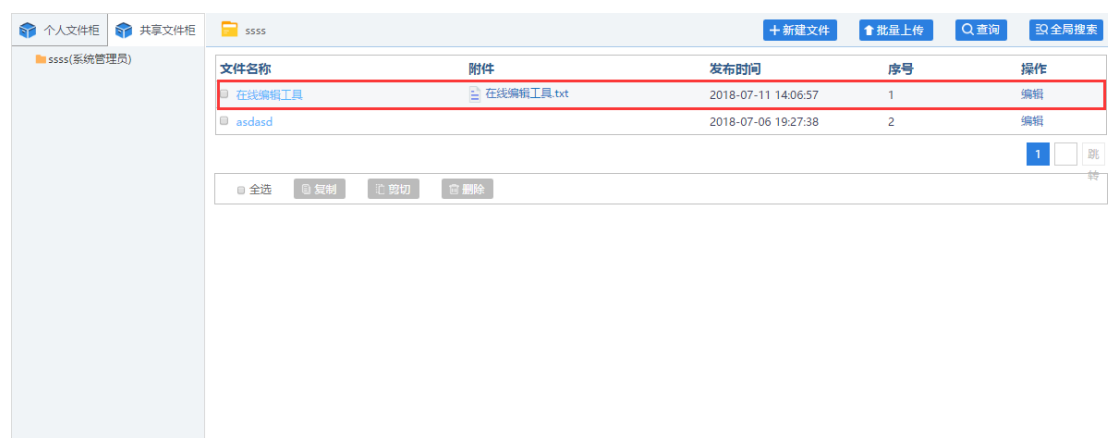 个人文件柜 共享文件柜 ssss 新建文件 批量上传 查询 全局搜索
ssss(系统管理员)
文件名称 附件 发布时间 序号 操作
在线编辑工具 在线编辑工具.txt 2018-07-11 14:06:57 1 编辑
asdasd 2018-07-06 19:27:38 2 编辑
1 跳
转
全选 复制 剪切 删除